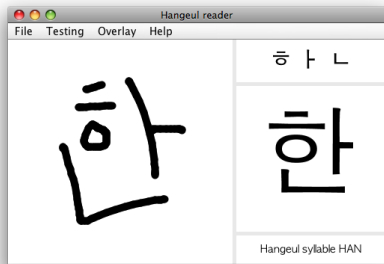 Hangeul reader
File Testing Overlay Help
한
ㅎ ㅏ ㄴ
한
Hangeul syllable HAN